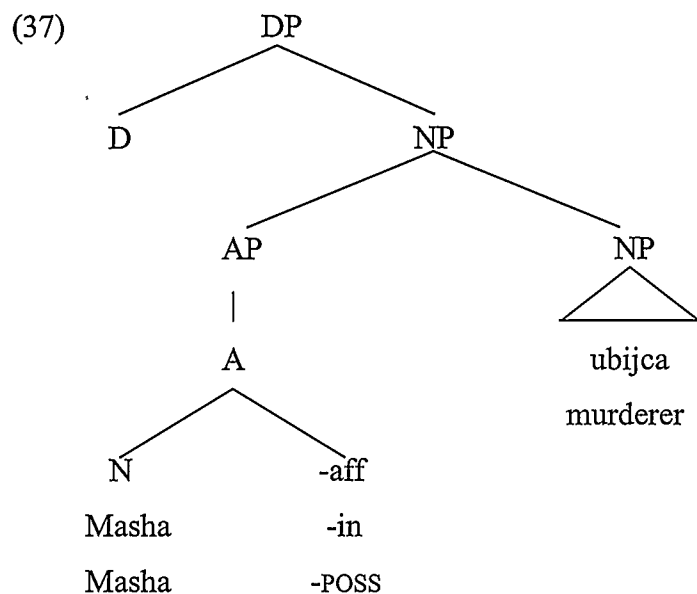 (37) DP
D NP
AP NP
A ubijca
murderer
N -aff
Masha -in
Masha -POSS